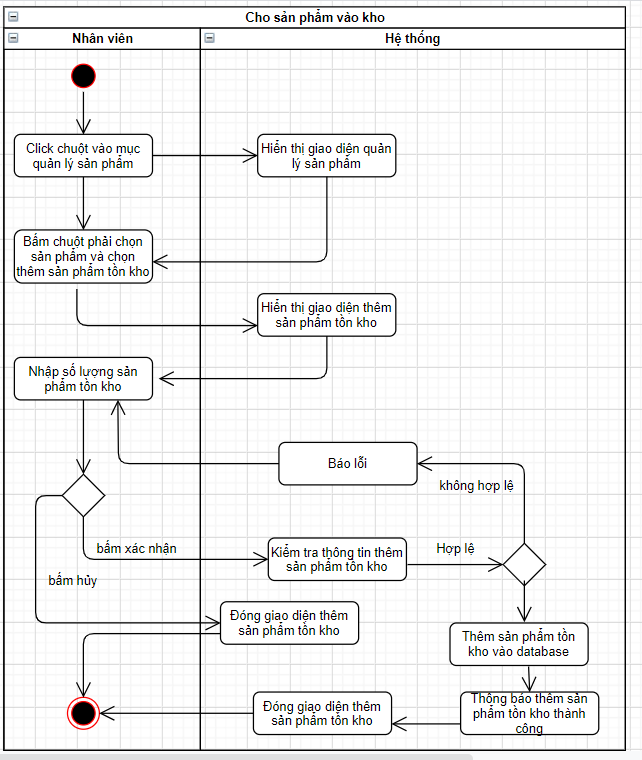 Cho sản phẩm vào kho
Nhân viên
Hệ thống
Click chuột vào mục
quản lý sản phẩm
Hiển thị giao diện quản
lý sản phẩm
Bấm chuột phải chọn
sản phẩm và chọn
thêm sản phẩm tồn kho
Hiển thị giao diện thêm
sản phẩm tồn kho
Nhập số lượng sản
phẩm tồn kho
Báo lỗi
không hợp lệ
bấm xác nhận
Kiểm tra thông tin thêm
sản phẩm tồn kho
Hợp lệ
bấm hủy
Đóng giao diện thêm
sản phẩm tồn kho
Thêm sản phẩm tồn
kho vào database
Đóng giao diện thêm
sản phẩm tồn kho
Thông báo thêm sản
phẩm tồn kho thành
công